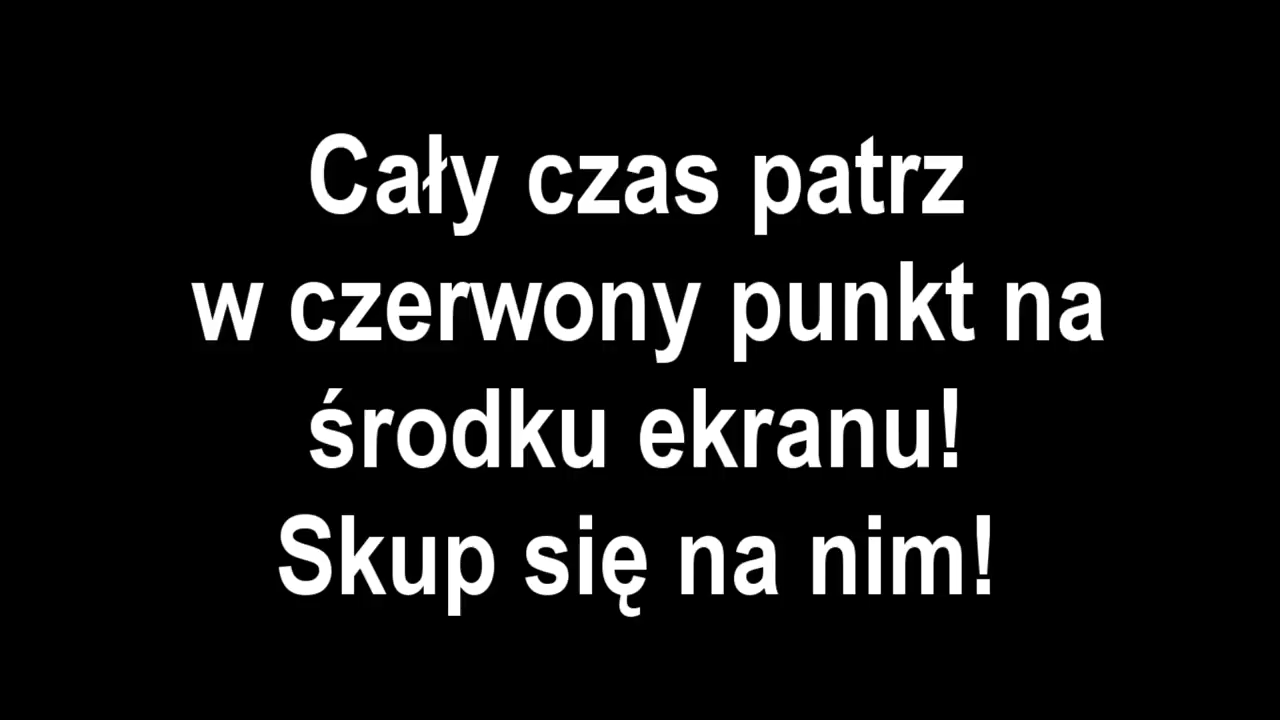 Cały czas patrz
w czerwony punkt na
środku ekranu!
Skup się na nim!